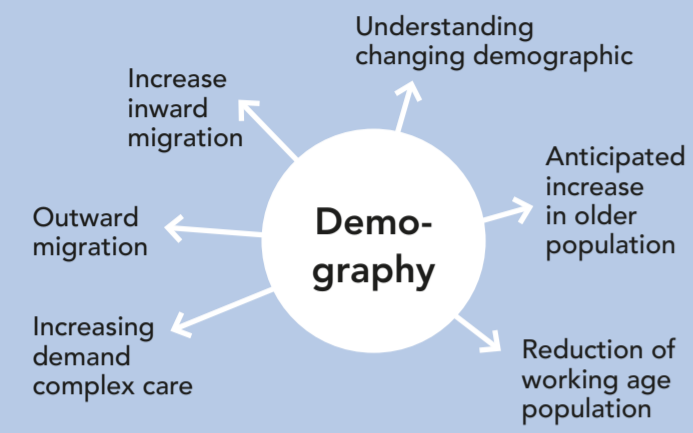 Understanding
changing demographic
Increase
inward
migration
Anticipated
increase
in older
population
Outward
migration
Demo-
graphy
Increasing
demand
complex care
Reduction of
working age
population